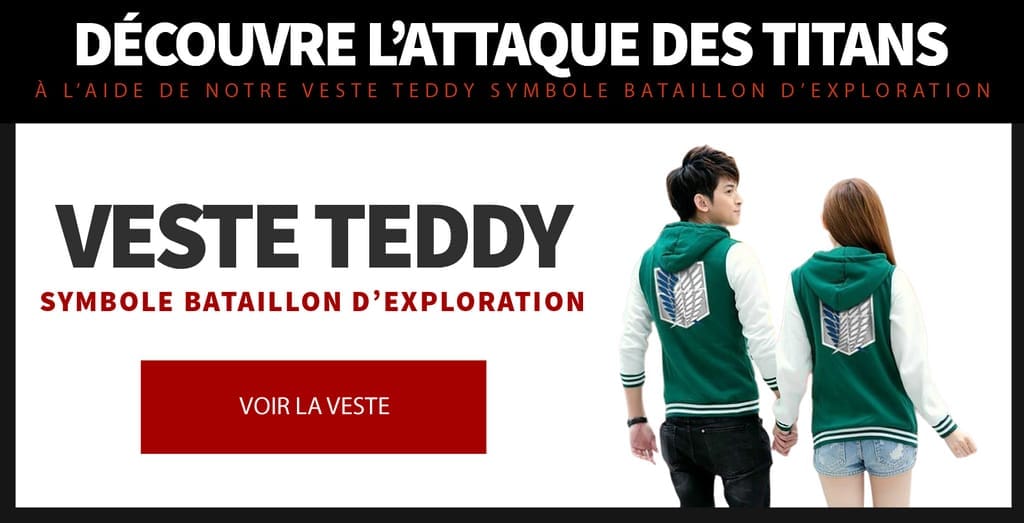 DÉCOUVRE L’ATTAQUE DES TITANS
À L’AIDE DE NOTRE VESTE TEDDY SYMBOLE BATAILLON D’EXPLORATION
VESTE TEDDY
SYMBOLE BATAILLON D’EXPLORATION
VOIR LA VESTE